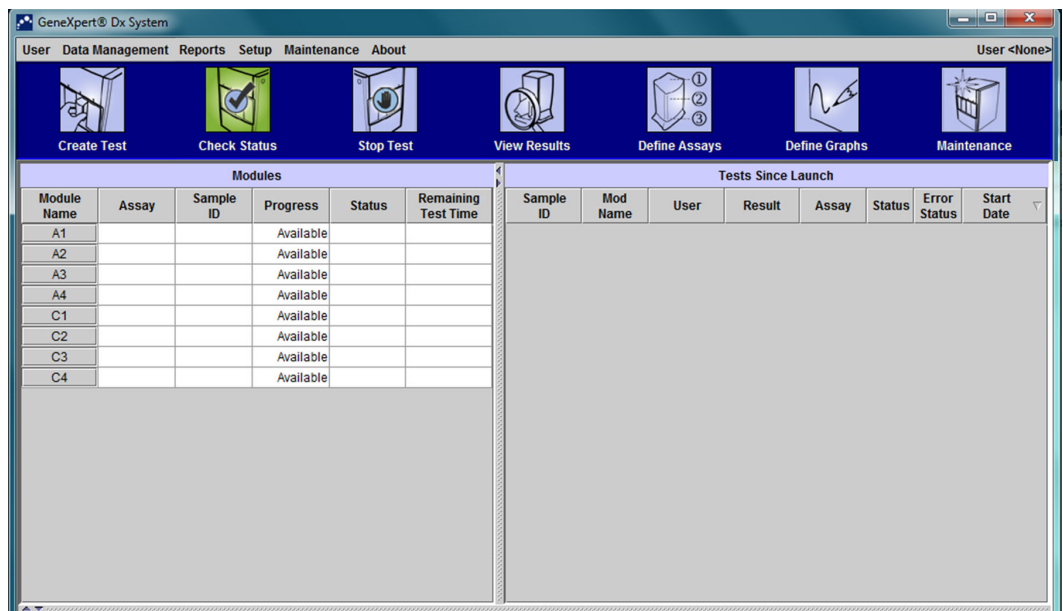 GeneXpert® Dx System
User Data Management Reports Setup Maintenance About User <None>
Create Test Check Status Stop Test View Results Define Assays Define Graphs Maintenance
1
2
3
Modules
Module Name Assay Sample ID Progress Status Remaining Test Time
A1 Available
A2 Available
A3 Available
A4 Available
C1 Available
C2 Available
C3 Available
C4 Available
Tests Since Launch
Sample ID Mod Name User Result Assay Status Error Status Start Date